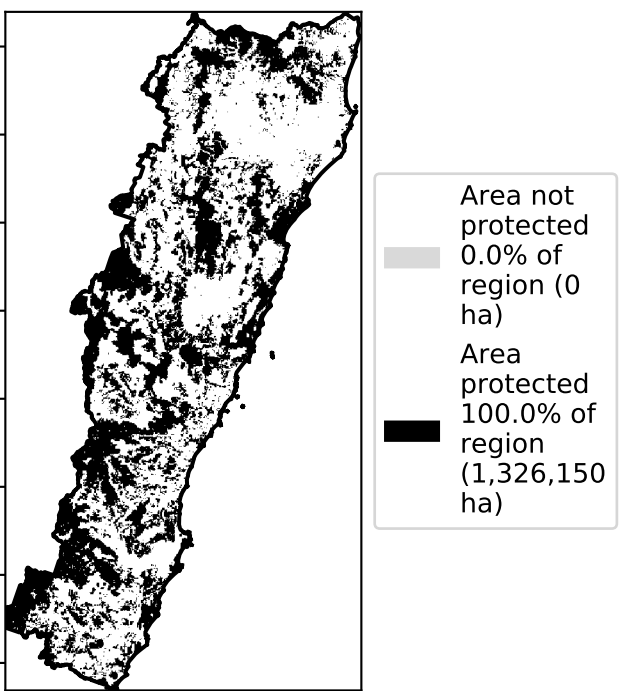 Area not
protected
0.0% of
region (0
ha)
Area
protected
100.0% of
region
(1,326,150
ha)